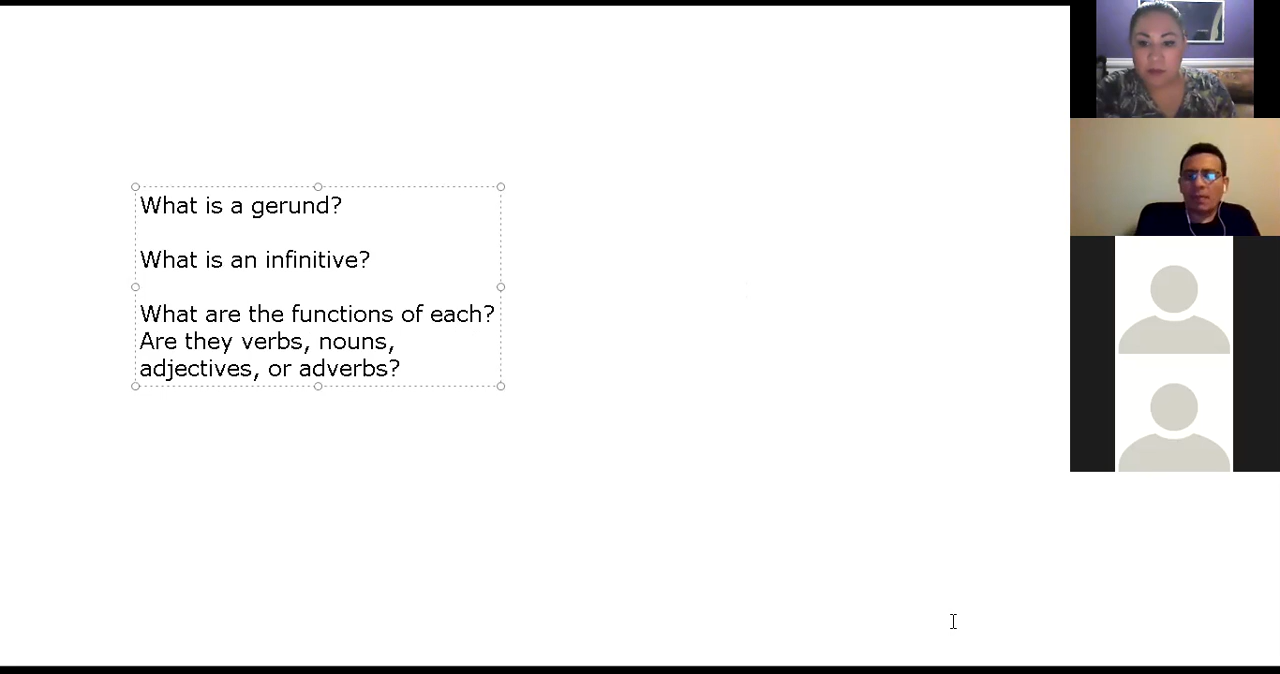 What is a gerund?
What is an infinitive?
What are the functions of each?
Are they verbs, nouns,
adjectives, or adverbs?